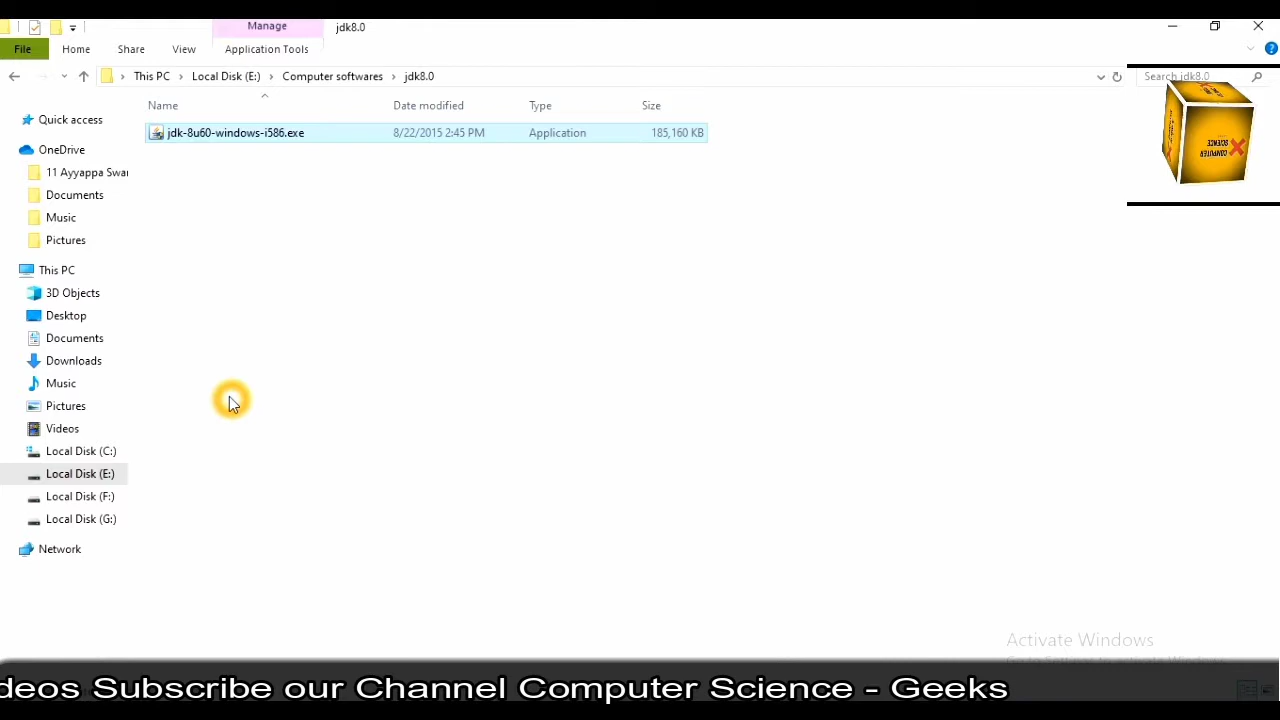 Manage
jdk8.0
File
Home
Share
View
Application Tools
This PC
Local Disk (E:)
Computer softwares
jdk8.0
Search jdk8.0
Name
Date modified
Type
Size
jdk-8u60-windows-i586.exe
8/22/2015 2:45 PM
Application
185,160 KB
Quick access
OneDrive
11 Ayyappa Swar
Documents
Music
Pictures
This PC
3D Objects
Desktop
Documents
Downloads
Music
Pictures
Videos
Local Disk (C:)
Local Disk (E:)
Local Disk (F:)
Local Disk (G:)
Network
COMPUTER
SCIENCE
Activate Windows
deos Subscribe our Channel Computer Science - Geeks